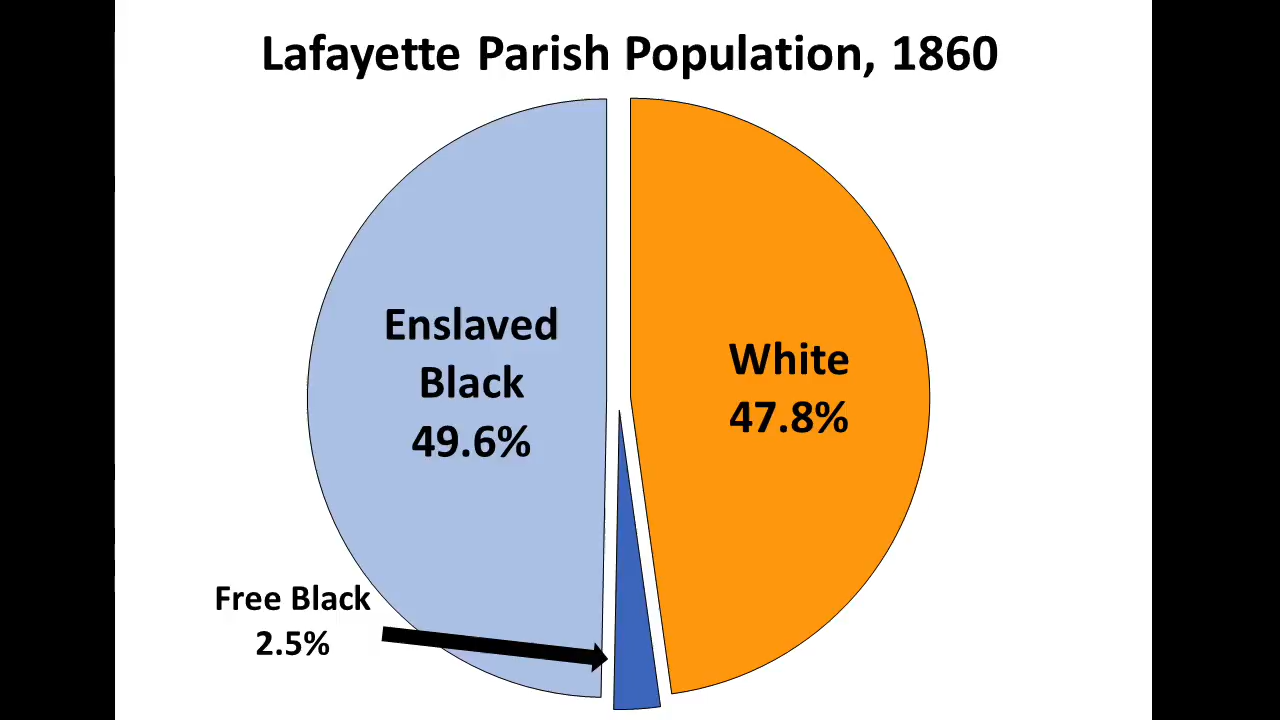 Lafayette Parish Population, 1860
Enslaved
Black
49.6%
White
47.8%
Free Black
2.5%